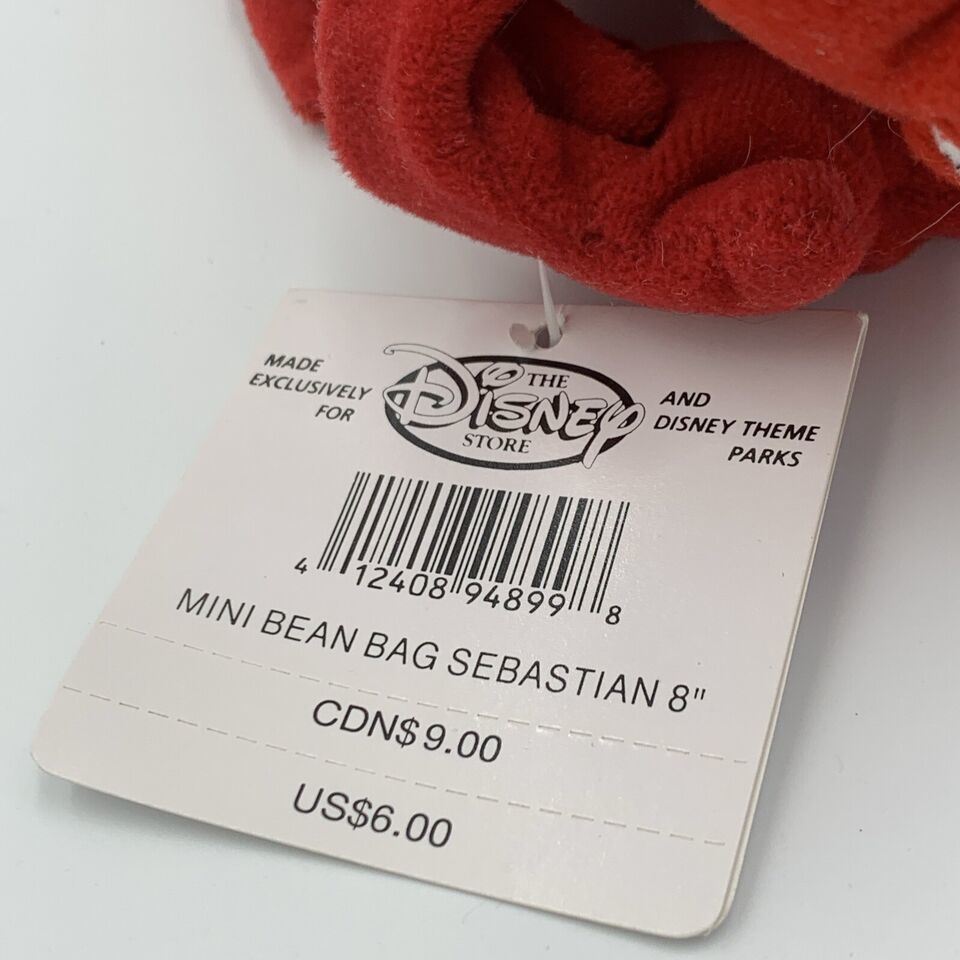 MADE
EXCLUSIVELY
FOR
THE
DISNEY
STORE
AND
DISNEY THEME
PARKS
4 12408 94899 8
MINI BEAN BAG SEBASTIAN 8"
CDN$9.00
US$6.00